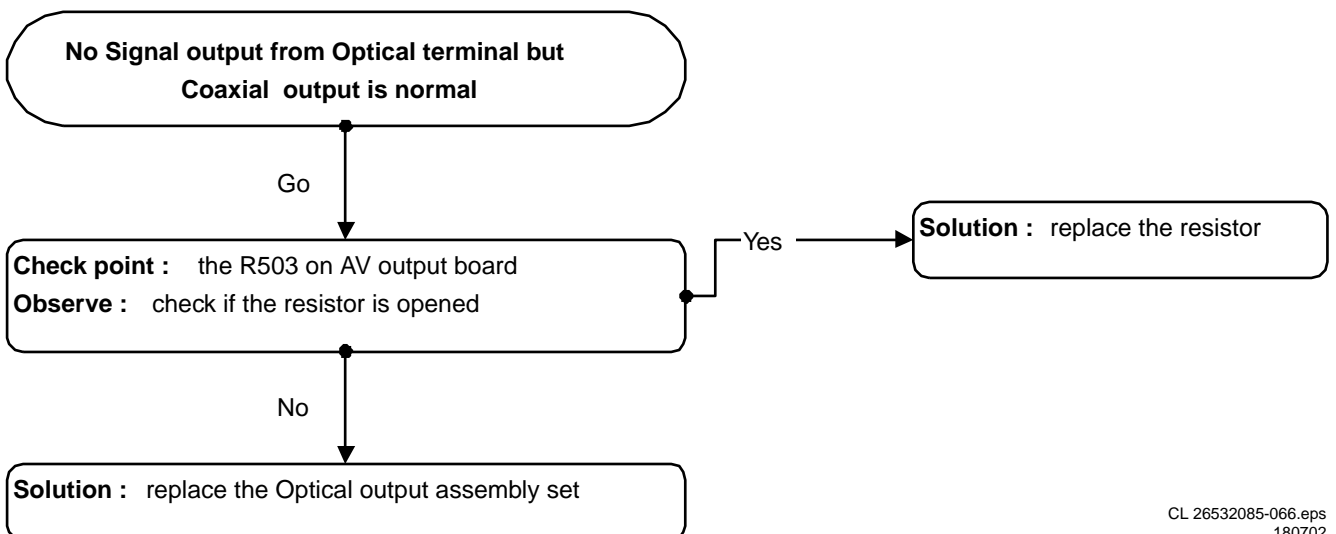 No Signal output from Optical terminal but
Coaxial output is normal
Go
Check point : the R503 on AV output board
Observe : check if the resistor is opened
Yes
Solution : replace the resistor
No
Solution : replace the Optical output assembly set
CL 26532085-066.eps
180702